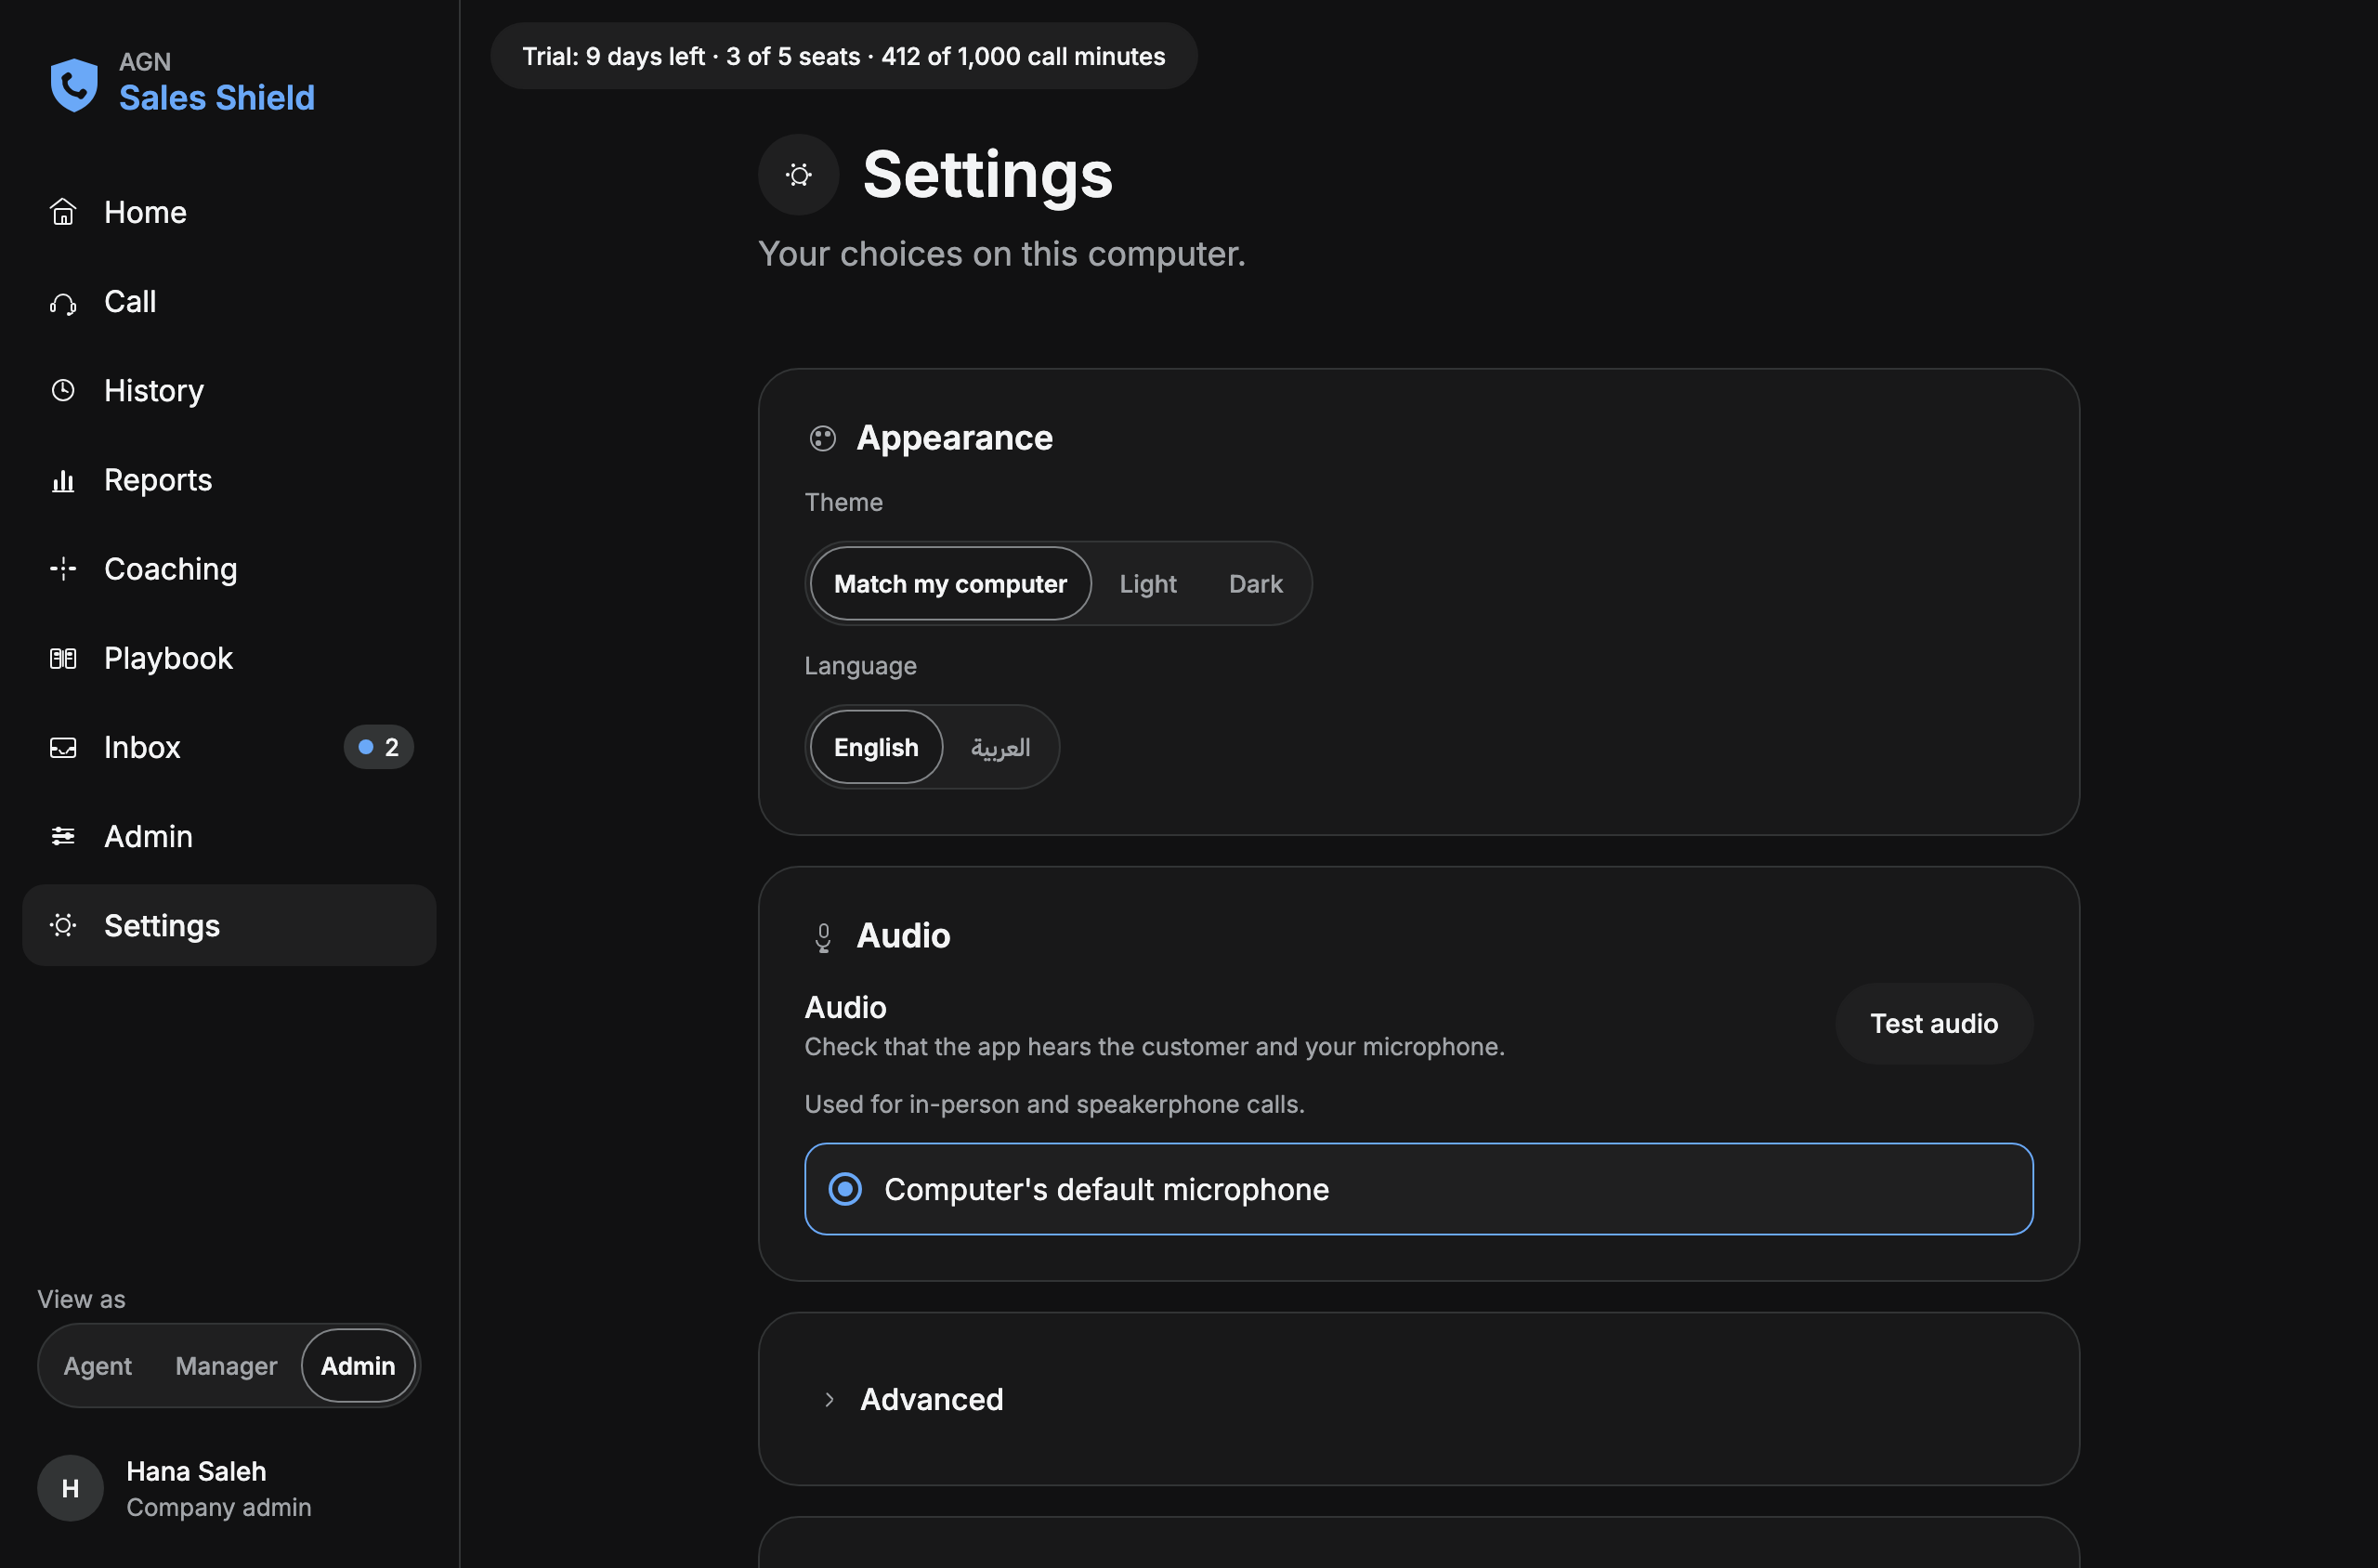 AGN
Sales Shield
Home
Call
History
Reports
Coaching
Playbook
Inbox
2
Admin
Settings
View as
Agent
Manager
Admin
H
Hana Saleh
Company admin
Trial: 9 days left · 3 of 5 seats · 412 of 1,000 call minutes
Settings
Your choices on this computer.
Appearance
Theme
Match my computer
Light
Dark
Language
English
العربية
Audio
Audio
Check that the app hears the customer and your microphone.
Test audio
Used for in-person and speakerphone calls.
Computer's default microphone
Advanced